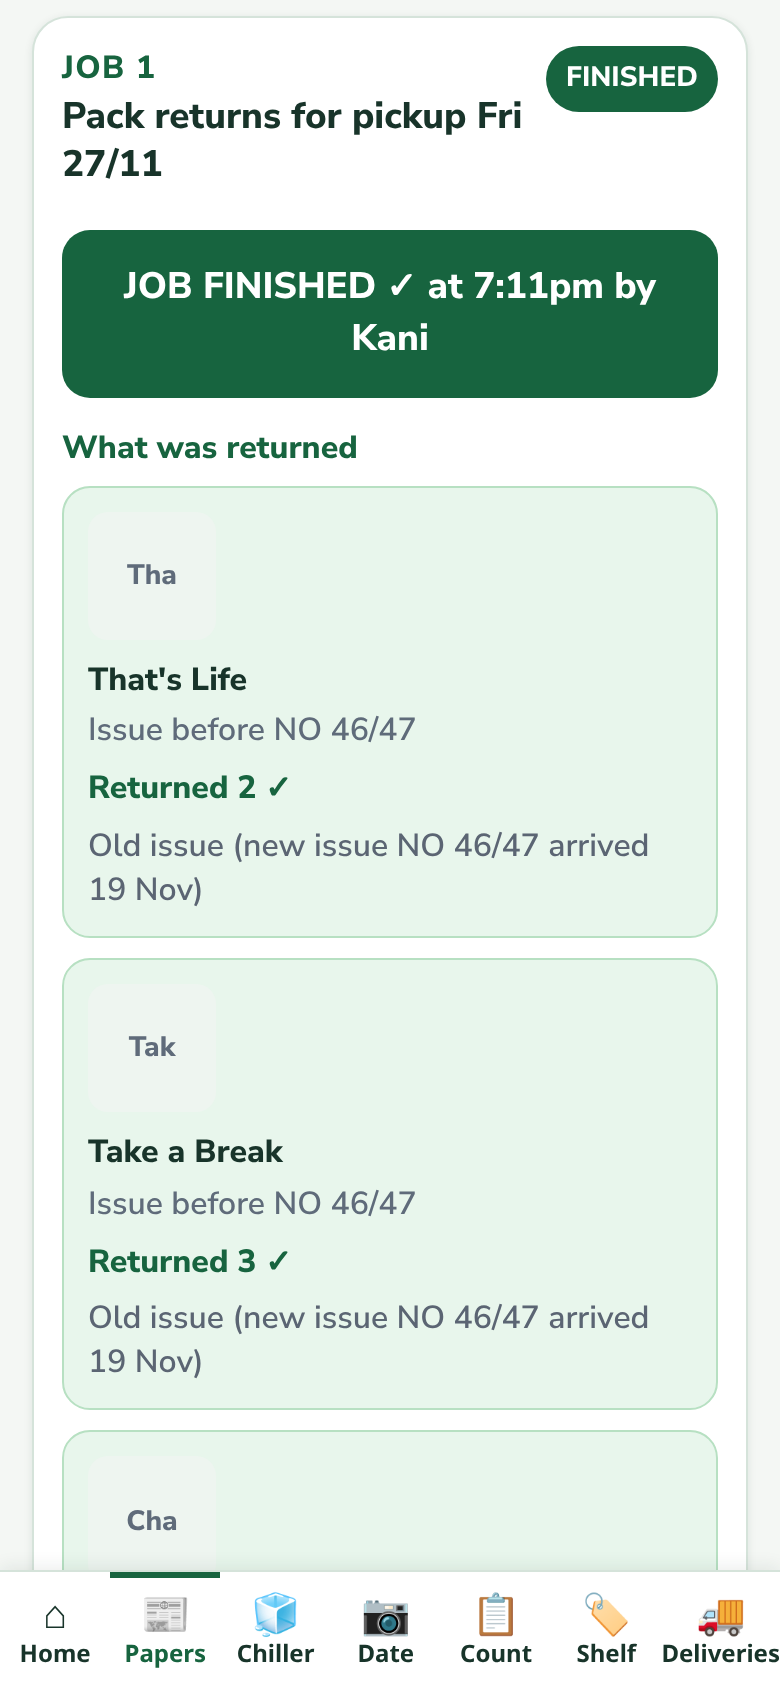 JOB 1
FINISHED
Pack returns for pickup Fri
27/11
JOB FINISHED ✓ at 7:11pm by
Kani
What was returned
Tha
That's Life
Issue before NO 46/47
Returned 2 ✓
Old issue (new issue NO 46/47 arrived
19 Nov)
Tak
Take a Break
Issue before NO 46/47
Returned 3 ✓
Old issue (new issue NO 46/47 arrived
19 Nov)
Cha
Home
Papers
Chiller
Date
Count
Shelf
Deliveries